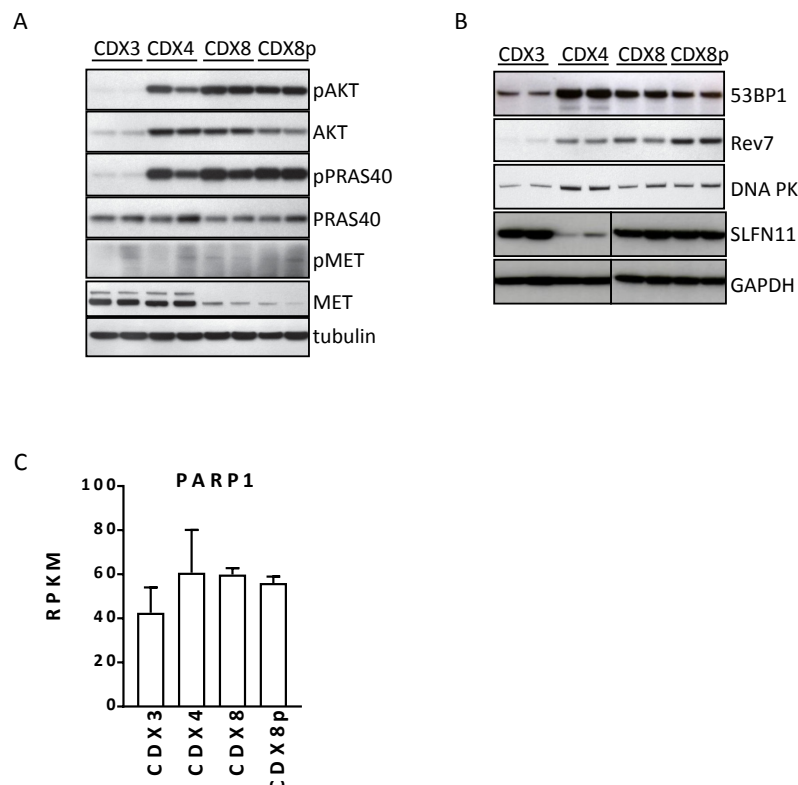 A
CDX3 CDX4 CDX8 CDX8p
pAKT
AKT
pPRAS40
PRAS40
pMET
MET
tubulin
B
CDX3 CDX4 CDX8 CDX8p
53BP1
Rev7
DNA PK
SLFN11
GAPDH
C
PARP1
100
80
60
40
20
0
RPKM
CDX3
CDX4
CDX8
CDX8p